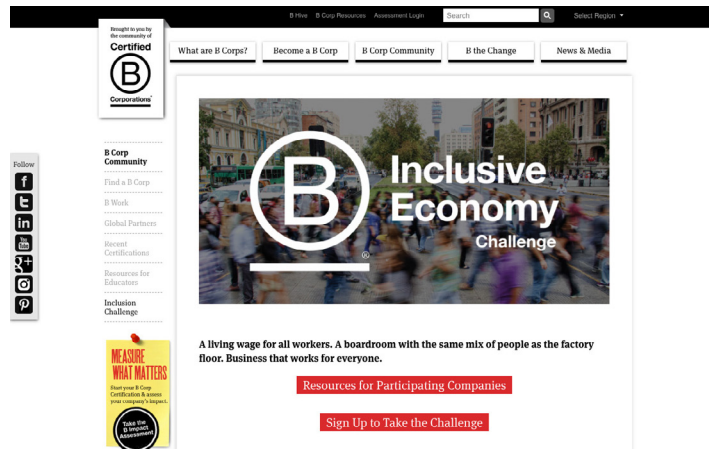 B Hive B Corp Resources Assessment Login Search Select Region
Brought to you by
the community of
Certified
B
Corporations
What are B Corps? Become a B Corp B Corp Community B the Change News & Media
B Inclusive
Economy
Challenge
®
Follow
B Corp
Community
Find a B Corp
B Work
Global Partners
Recent
Certifications
Resources for
Educators
Inclusion
Challenge
MEASURE
WHAT MATTERS
Start your B Corp
Certification & assess
your company's impact.
Take the
B Impact
Assessment
A living wage for all workers. A boardroom with the same mix of people as the factory
floor. Business that works for everyone.
Resources for Participating Companies
Sign Up to Take the Challenge